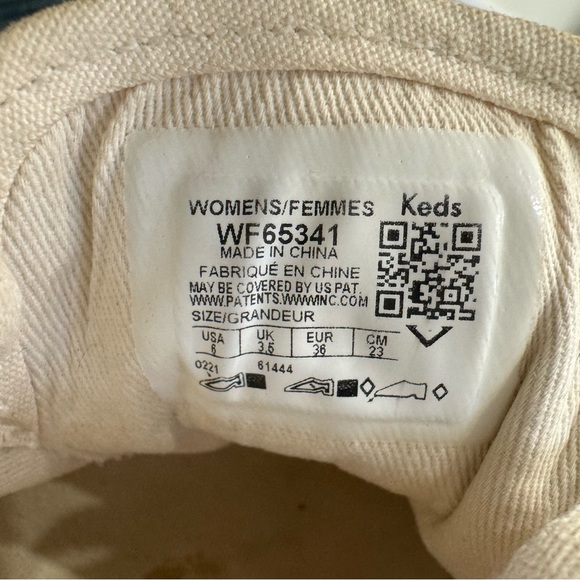 WOMENS/FEMMES Keds
WF65341
MADE IN CHINA
FABRIQUÉ EN CHINE
MAY BE COVERED BY US PAT.
WWW.PATENTS.WWWINC.COM
SIZE/GRANDEUR
USA UK EUR CM
6 3.5 36 23
0221 61444